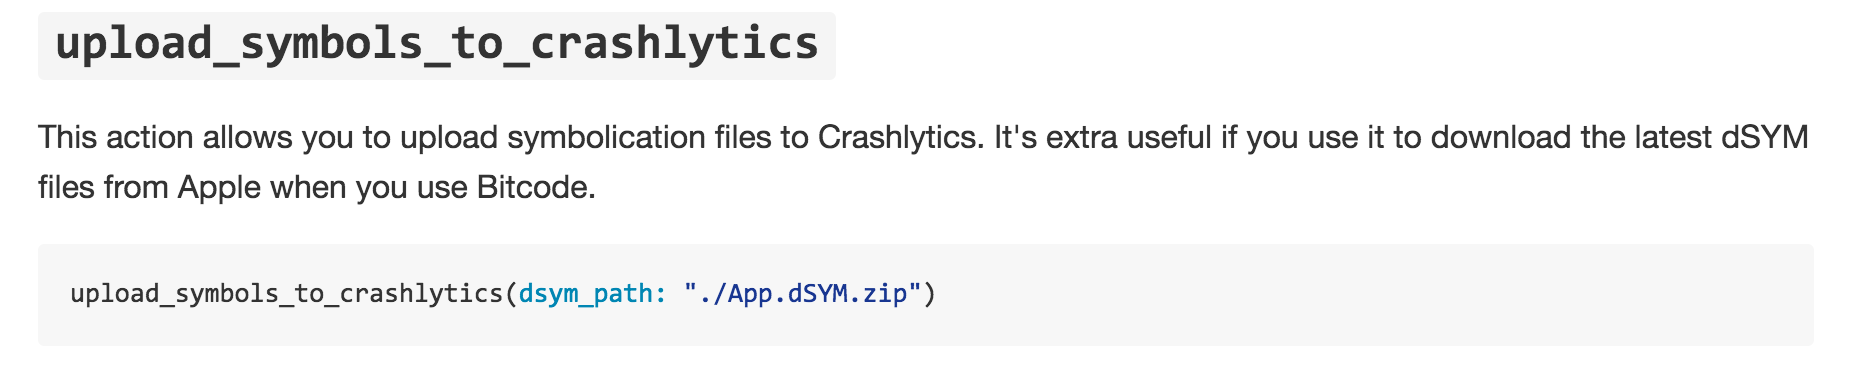 upload_symbols_to_crashlytics
This action allows you to upload symbolication files to Crashlytics. It's extra useful if you use it to download the latest dSYM
files from Apple when you use Bitcode.
upload_symbols_to_crashlytics(dsym_path: "./App.dSYM.zip")